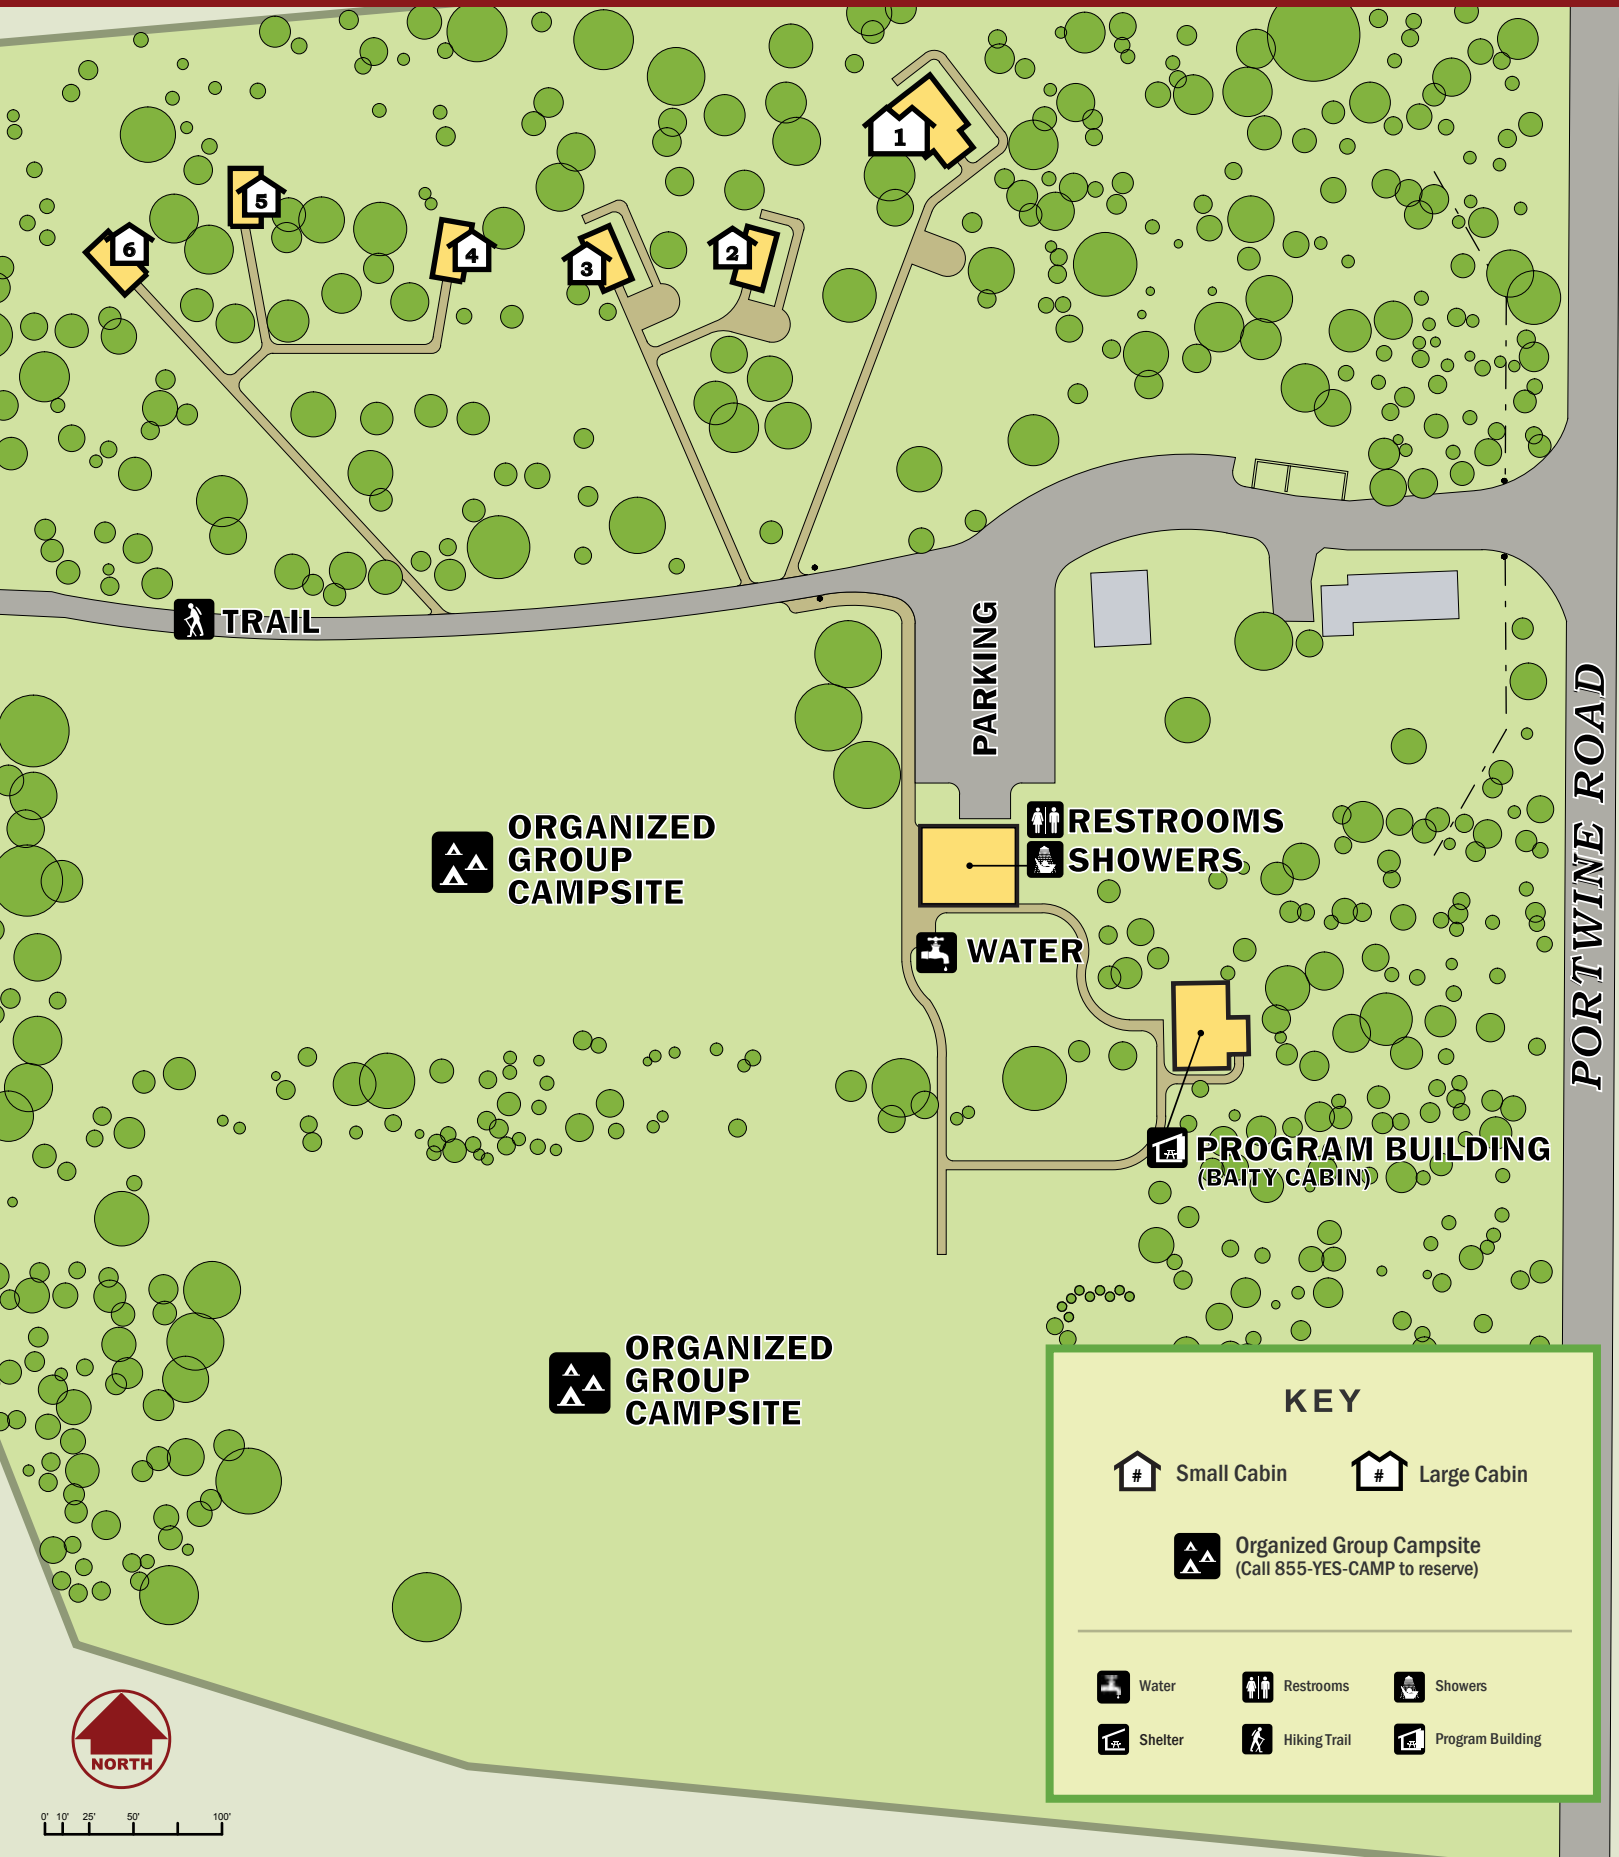 1
5
6
4
3
2
TRAIL
PARKING
PORTWINE ROAD
RESTROOMS
SHOWERS
ORGANIZED
GROUP
CAMPSITE
WATER
PROGRAM BUILDING
(BAITY CABIN)
ORGANIZED
GROUP
CAMPSITE
KEY
# Small Cabin
# Large Cabin
Organized Group Campsite
(Call 855-YES-CAMP to reserve)
Water
Restrooms
Showers
Shelter
Hiking Trail
Program Building
NORTH
0' 10' 25' 50' 100'